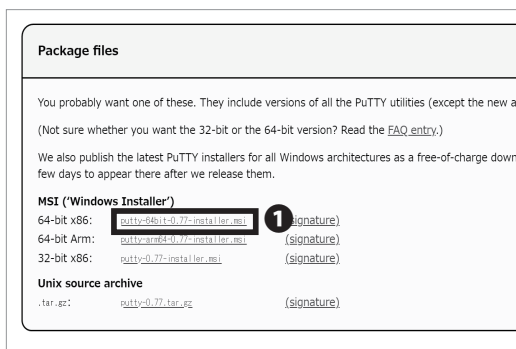 Package files
You probably want one of these. They include versions of all the PuTTY utilities (except the new a
(Not sure whether you want the 32-bit or the 64-bit version? Read the FAQ entry.)
We also publish the latest PuTTY installers for all Windows architectures as a free-of-charge down
few days to appear there after we release them.
MSI (‘Windows Installer’)
64-bit x86: putty-64bit-0.77-installer.msi 1 (signature)
64-bit Arm: putty-arm64-0.77-installer.msi (signature)
32-bit x86: putty-0.77-installer.msi (signature)
Unix source archive
.tar.gz: putty-0.77.tar.gz (signature)